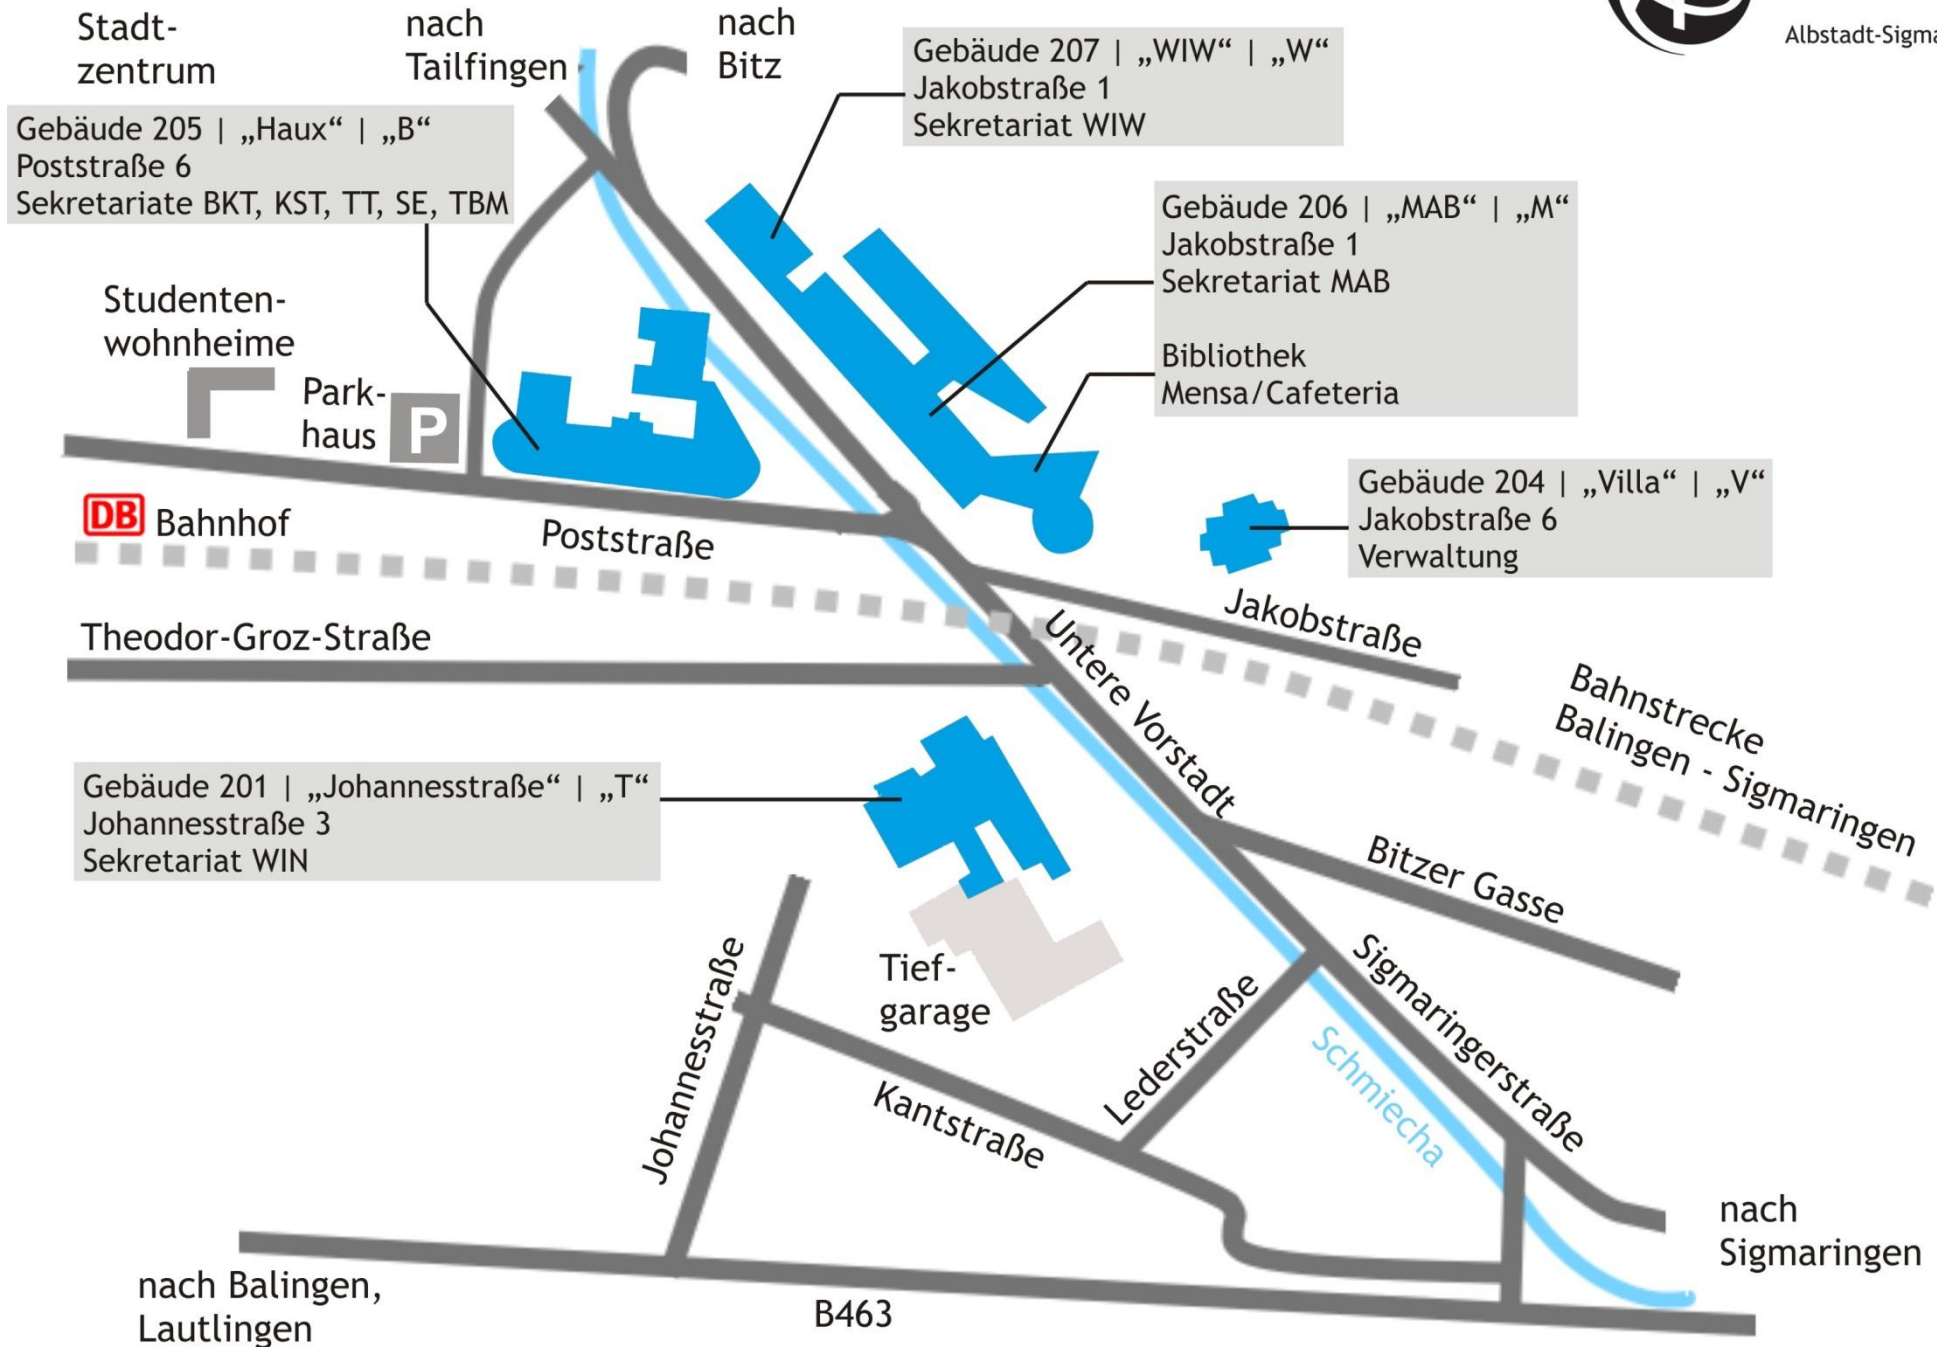 Stadt-
zentrum
nach
Tailfingen
nach
Bitz
Albstadt-Sigma
Gebäude 207 | „WIW“ | „W“
Jakobstraße 1
Sekretariat WIW
Gebäude 205 | „Haux“ | „B“
Poststraße 6
Sekretariate BKT, KST, TT, SE, TBM
Gebäude 206 | „MAB“ | „M“
Jakobstraße 1
Sekretariat MAB
Bibliothek
Mensa/Cafeteria
Studenten-
wohnheime
Park-
haus
P
Gebäude 204 | „Villa“ | „V“
Jakobstraße 6
Verwaltung
DB Bahnhof
Poststraße
Jakobstraße
Theodor-Groz-Straße
Untere Vorstadt
Bahnstrecke
Balingen - Sigmaringen
Gebäude 201 | „Johannesstraße“ | „T“
Johannesstraße 3
Sekretariat WIN
Bitzer Gasse
Tief-
garage
Johannesstraße
Kantstraße
Lederstraße
Sigmaringerstraße
Schmiecha
nach
Sigmaringen
nach Balingen,
Lautlingen
B463